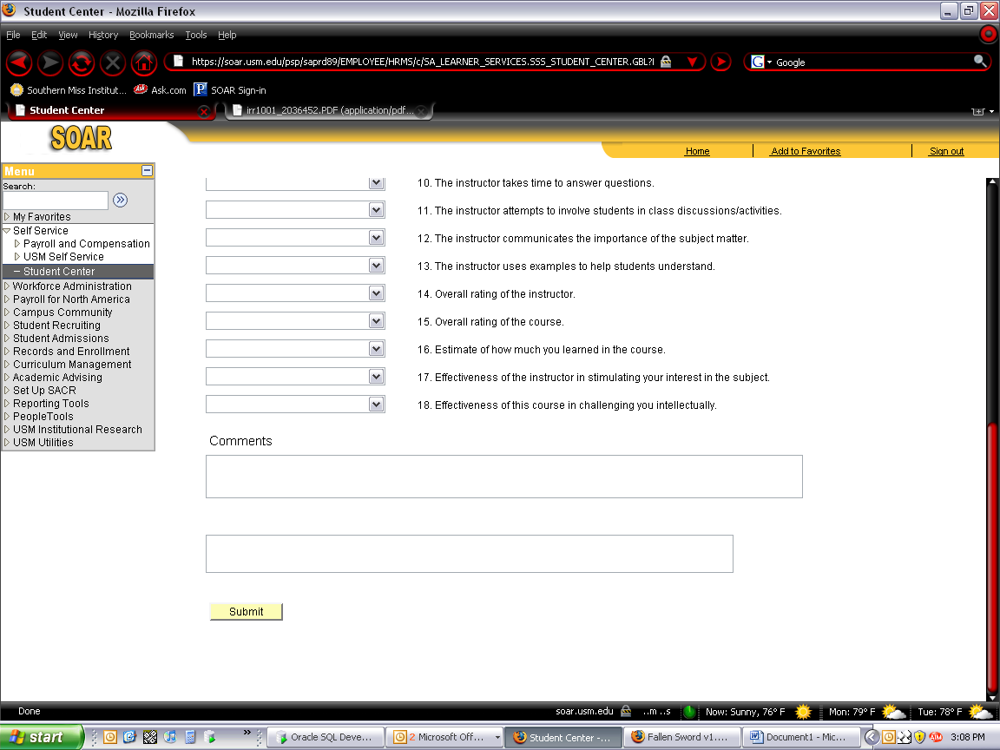 Student Center - Mozilla Firefox
File Edit View History Bookmarks Tools Help
https://soar.usm.edu/psp/saprd89/EMPLOYEE/HRMS/c/SA_LEARNER_SERVICES.SSS_STUDENT_CENTER.GBL?I
G Google
Southern Miss Institut... Ask Ask.com P SOAR Sign-in
Student Center irr1001_2036452.PDF (application/pdf...
SOAR
Home Add to Favorites Sign out
Menu
Search:
My Favorites
Self Service
Payroll and Compensation
USM Self Service
– Student Center
Workforce Administration
Payroll for North America
Campus Community
Student Recruiting
Student Admissions
Records and Enrollment
Curriculum Management
Academic Advising
Set Up SACR
Reporting Tools
PeopleTools
USM Institutional Research
USM Utilities
10. The instructor takes time to answer questions.
11. The instructor attempts to involve students in class discussions/activities.
12. The instructor communicates the importance of the subject matter.
13. The instructor uses examples to help students understand.
14. Overall rating of the instructor.
15. Overall rating of the course.
16. Estimate of how much you learned in the course.
17. Effectiveness of the instructor in stimulating your interest in the subject.
18. Effectiveness of this course in challenging you intellectually.
Comments
Submit
Done soar.usm.edu ..m ..s Now: Sunny, 76° F Mon: 79° F Tue: 78° F
start » Oracle SQL Deve... 2 Microsoft Off... Student Center -... Fallen Sword v1.... Document1 - Mic... 3:08 PM